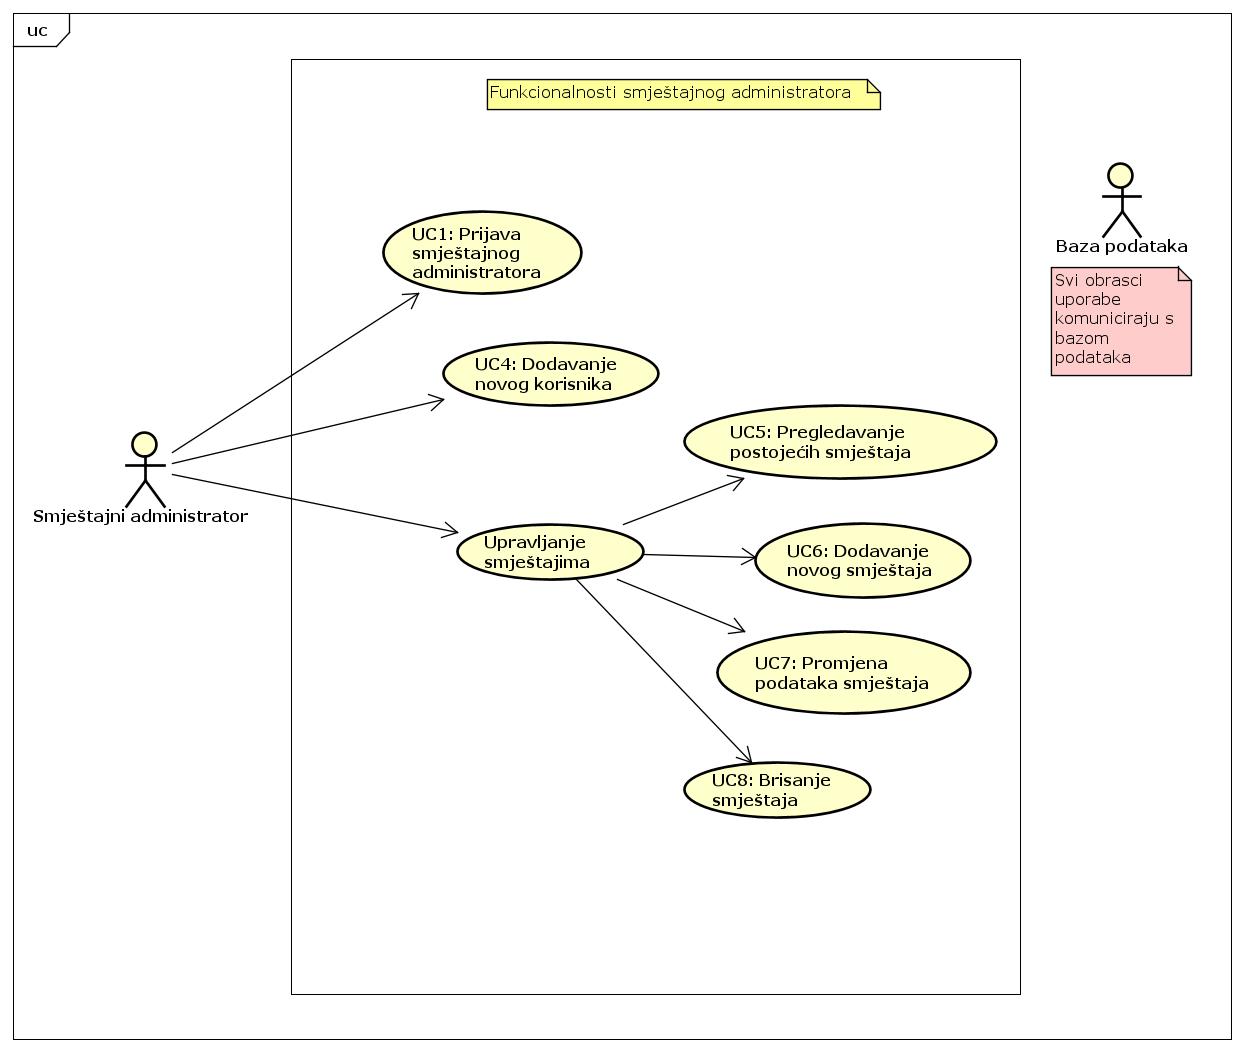 uc
Funkcionalnosti smještajnog administratora
UC1: Prijava
smještajnog
administratora
UC4: Dodavanje
novog korisnika
UC5: Pregledavanje
postojećih smještaja
Smještajni administrator
Upravljanje
smještajima
UC6: Dodavanje
novog smještaja
UC7: Promjena
podataka smještaja
UC8: Brisanje
smještaja
Baza podataka
Svi obrasci
uporabe
komuniciraju s
bazom
podataka